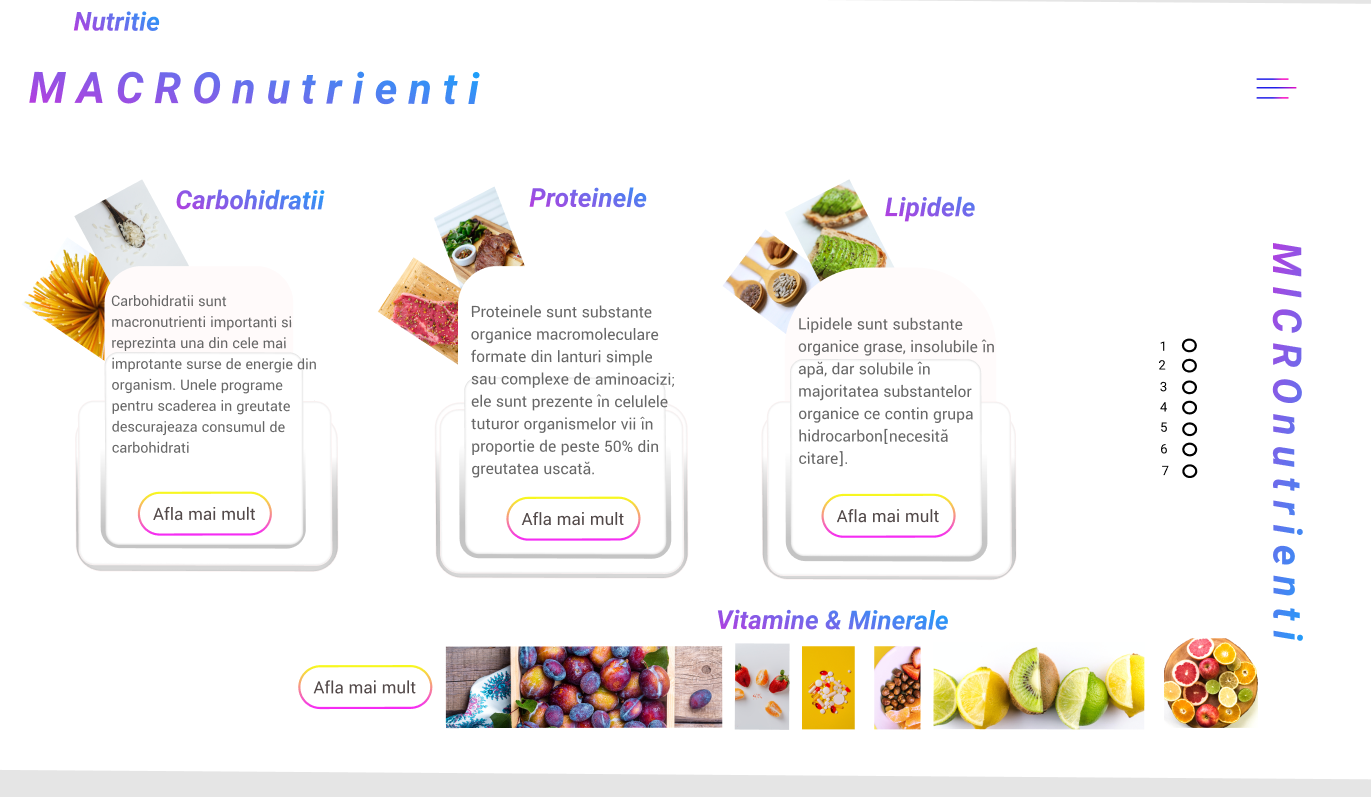 Nutritie
MACROnutrienti
Carbohidratii
Carbohidratii sunt
macronutrienti importanti si
reprezinta una din cele mai
improtante surse de energie din
organism. Unele programe
pentru scaderea in greutate
descurajeaza consumul de
carbohidrati
Afla mai mult
Proteinele
Proteinele sunt substante
organice macromoleculare
formate din lanturi simple
sau complexe de aminoacizi;
ele sunt prezente în celulele
tuturor organismelor vii în
proportie de peste 50% din
greutatea uscată.
Afla mai mult
Lipidele
Lipidele sunt substante
organice grase, insolubile în
apă, dar solubile în
majoritatea substantelor
organice ce contin grupa
hidrocarbon[necesită
citare].
Afla mai mult
1
2
3
4
5
6
7
MICROnutrienti
Vitamine & Minerale
Afla mai mult